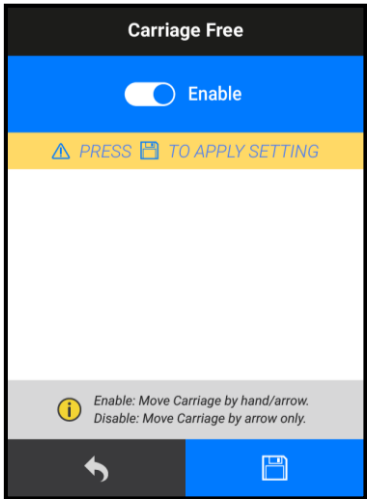 Carriage Free
Enable
PRESS TO APPLY SETTING
Enable: Move Carriage by hand/arrow.
Disable: Move Carriage by arrow only.